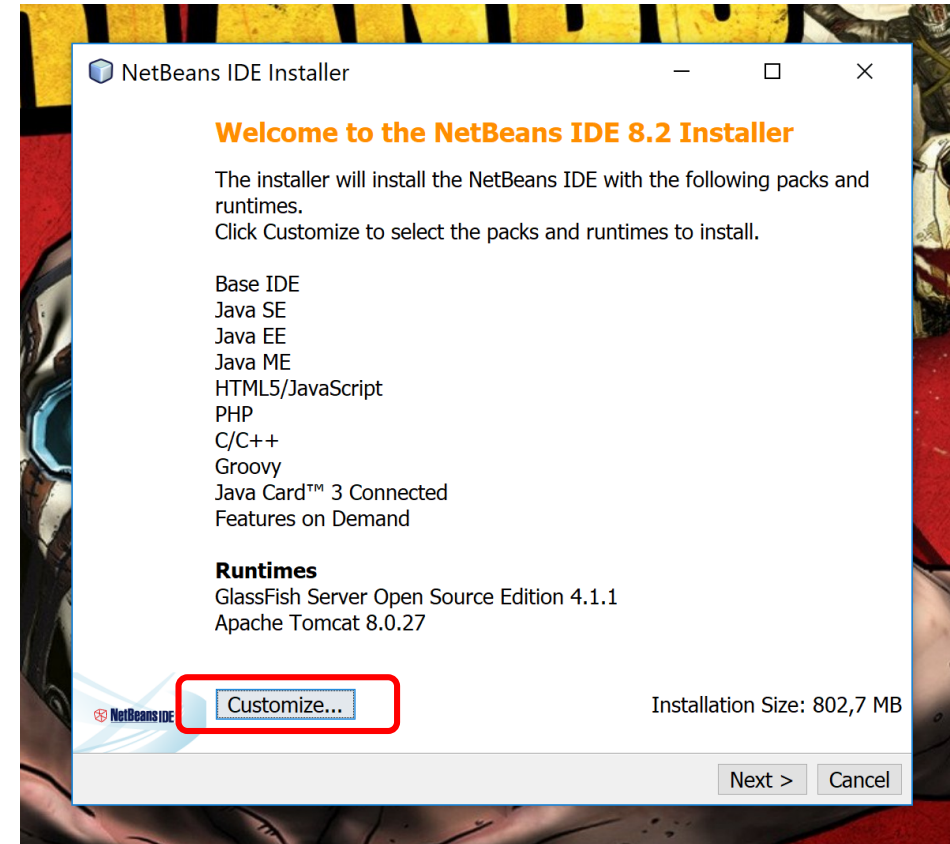 NetBeans IDE Installer
Welcome to the NetBeans IDE 8.2 Installer
The installer will install the NetBeans IDE with the following packs and
runtimes.
Click Customize to select the packs and runtimes to install.
Base IDE
Java SE
Java EE
Java ME
HTML5/JavaScript
PHP
C/C++
Groovy
Java Card™ 3 Connected
Features on Demand
Runtimes
GlassFish Server Open Source Edition 4.1.1
Apache Tomcat 8.0.27
NetBeans IDE
Customize...
Installation Size: 802,7 MB
Next >
Cancel